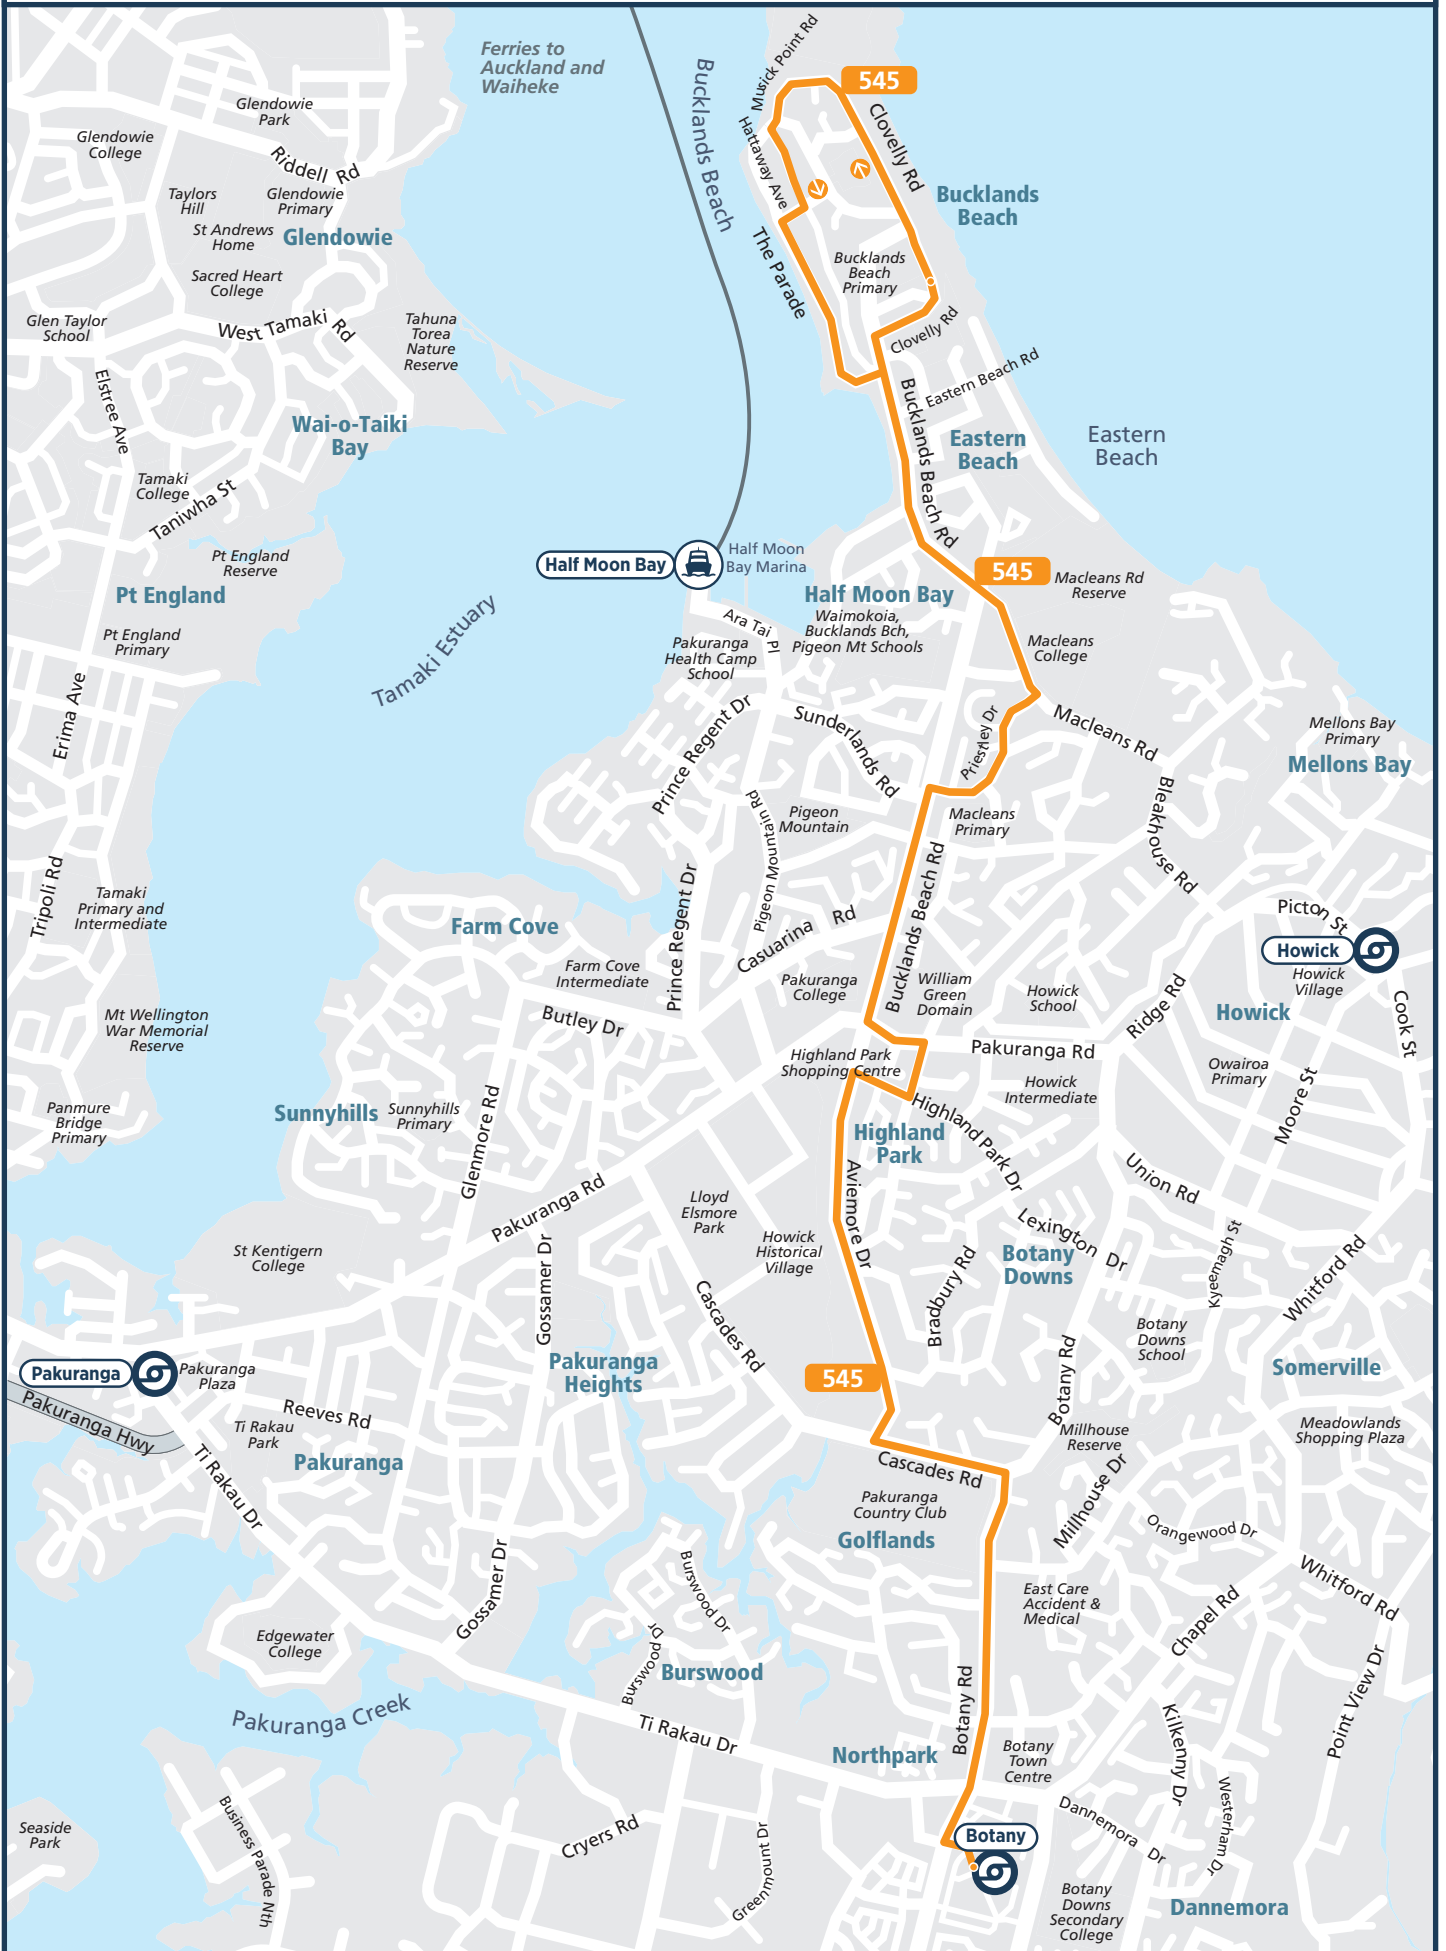 Ferries to
Auckland and
Waiheke
Bucklands Beach
Musick Point Rd
545
Clovelly Rd
Hattaway Ave
Bucklands
Beach
The Parade
Bucklands
Beach
Primary
Clovelly Rd
Eastern Beach Rd
Bucklands Beach Rd
Eastern
Beach
Eastern
Beach
Glendowie
Park
Glendowie
College
Riddell Rd
Taylors
Hill
Glendowie
Primary
St Andrews
Home
Glendowie
Sacred Heart
College
Glen Taylor
School
West Tamaki Rd
Tahuna
Torea
Nature
Reserve
Elstree Ave
Wai-o-Taiki
Bay
Tamaki
College
Taniwha St
Pt England
Reserve
Pt England
Pt England
Primary
Tamaki Estuary
Erima Ave
Tripoli Rd
Tamaki
Primary and
Intermediate
Mt Wellington
War Memorial
Reserve
Panmure
Bridge
Primary
Half Moon Bay
Half Moon
Bay Marina
Half Moon Bay
545
Macleans Rd
Reserve
Waimokoia,
Bucklands Bch,
Pigeon Mt Schools
Macleans
College
Ara Tai Pl
Pakuranga
Health Camp
School
Prince Regent Dr
Sunderlands Rd
Priestley Dr
Macleans Rd
Mellons Bay
Primary
Mellons Bay
Bleakhouse Rd
Pigeon Mountain Rd
Pigeon
Mountain
Macleans
Primary
Bucklands Beach Rd
Prince Regent Dr
Casuarina Rd
Farm Cove
Farm Cove
Intermediate
Butley Dr
Pakuranga
College
William
Green
Domain
Howick
School
Ridge Rd
Picton St
Howick
Howick
Village
Howick
Cook St
Pakuranga Rd
Highland Park
Shopping Centre
Howick
Intermediate
Owairoa
Primary
Moore St
Sunnyhills
Sunnyhills
Primary
Glenmore Rd
Highland Park Dr
Highland
Park
Aviemore Dr
Union Rd
Pakuranga Rd
Lloyd
Elsmore
Park
Howick
Historical
Village
Lexington Dr
Botany
Downs
Kyeemagh St
Whitford Rd
St Kentigern
College
Gossamer Dr
Cascades Rd
Bradbury Rd
Botany
Downs
School
Botany Rd
Somerville
Pakuranga
Pakuranga
Plaza
Pakuranga
Heights
545
Pakuranga Hwy
Reeves Rd
Ti Rakau
Park
Pakuranga
Ti Rakau Dr
Millhouse
Reserve
Meadowlands
Shopping Plaza
Cascades Rd
Millhouse Dr
Pakuranga
Country Club
Golflands
Orangewood Dr
Whitford Rd
Gossamer Dr
Burswood Dr
East Care
Accident &
Medical
Chapel Rd
Edgewater
College
Burswood Dr
Burswood
Botany Rd
Point View Dr
Pakuranga Creek
Ti Rakau Dr
Northpark
Botany
Town
Centre
Kilkenny Dr
Westerham Dr
Dannemora Dr
Seaside
Park
Business Parade Nth
Cryers Rd
Greenmount Dr
Botany
Botany
Downs
Secondary
College
Dannemora